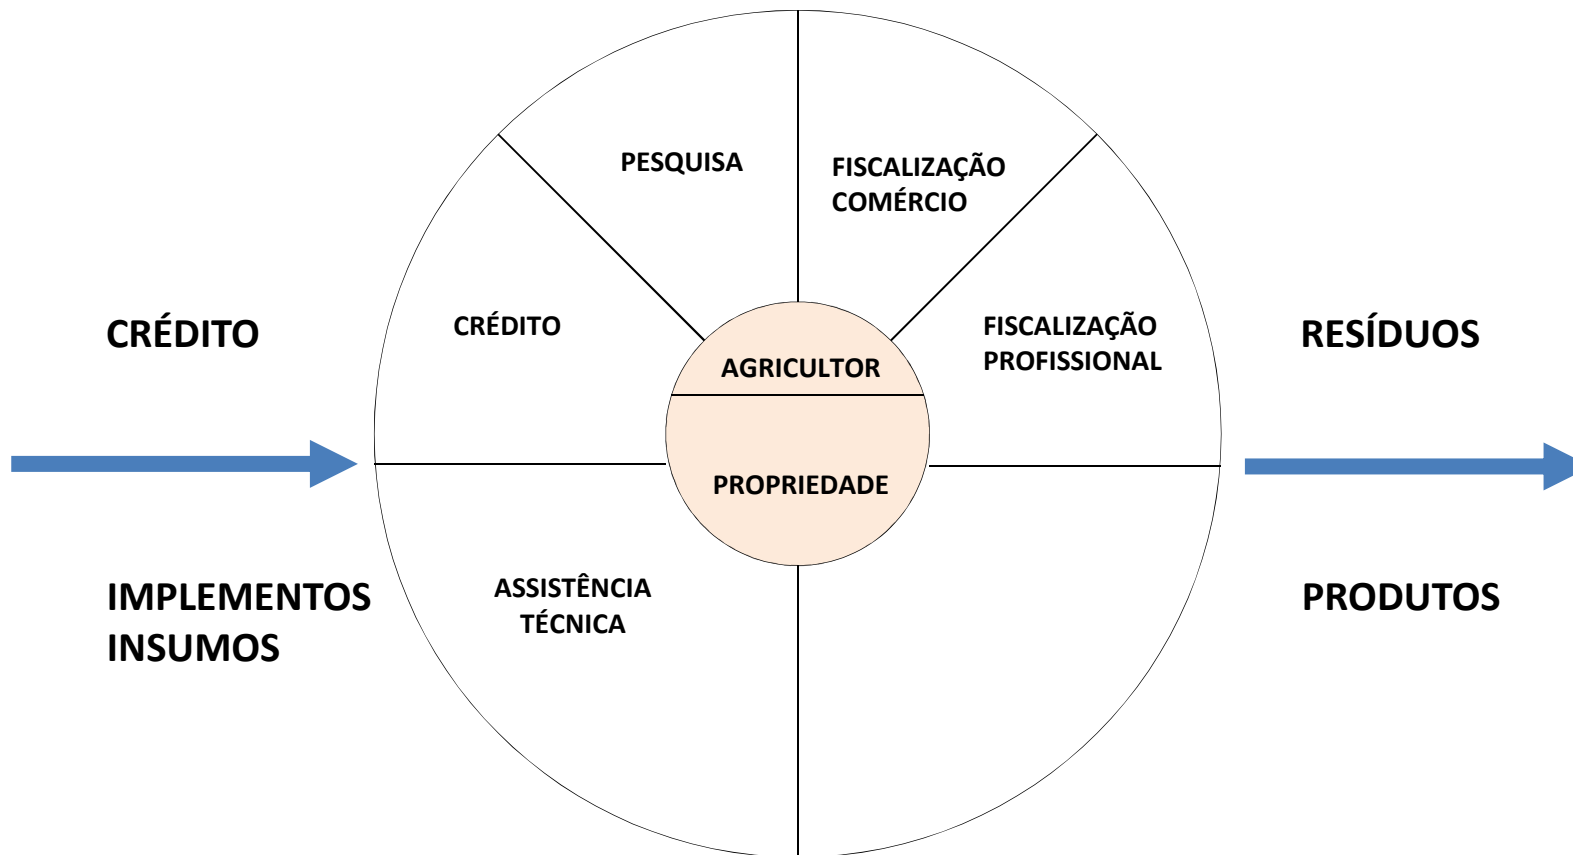 PESQUISA
FISCALIZAÇÃO
COMÉRCIO
CRÉDITO
CRÉDITO
FISCALIZAÇÃO
PROFISSIONAL
RESÍDUOS
AGRICULTOR
PROPRIEDADE
IMPLEMENTOS
INSUMOS
ASSISTÊNCIA
TÉCNICA
PRODUTOS